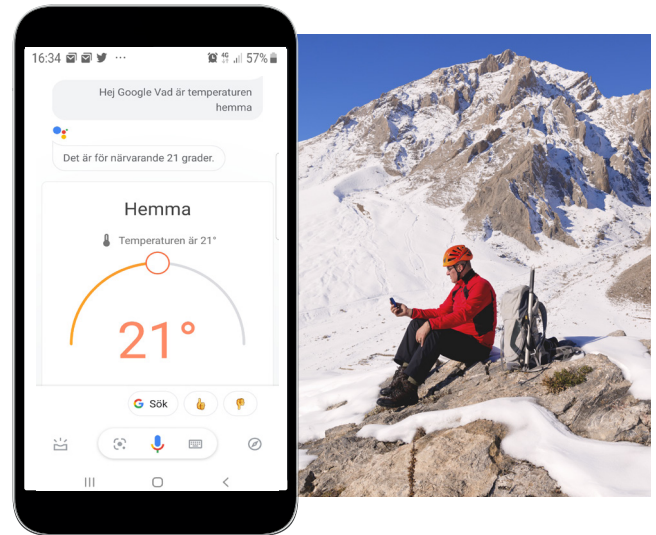 16:34 ... 4G 57%
Hej Google Vad är temperaturen
hemma
Det är för närvarande 21 grader.
Hemma
Temperaturen är 21°
21°
G Sök